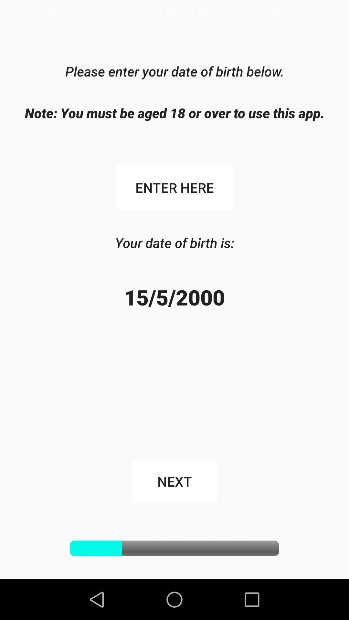 Please enter your date of birth below.
Note: You must be aged 18 or over to use this app.
ENTER HERE
Your date of birth is:
15/5/2000
NEXT